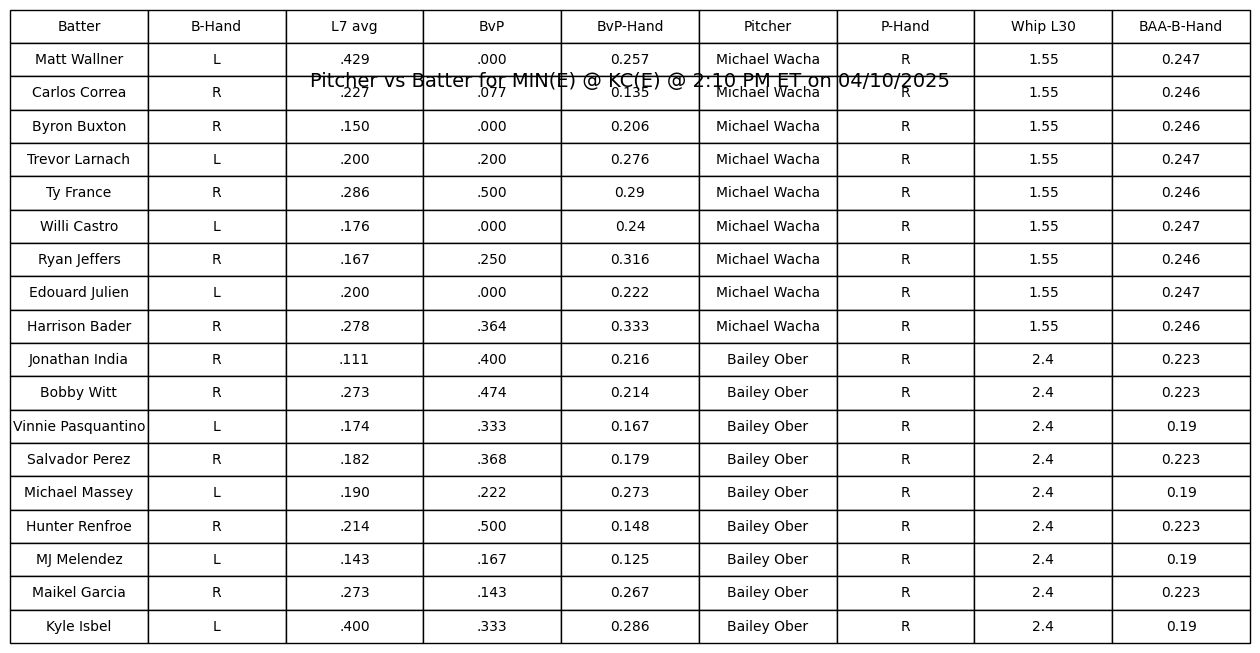 Batter B-Hand L7 avg BvP BvP-Hand Pitcher P-Hand Whip L30 BAA-B-Hand
Matt Wallner L .429 .000 0.257 Michael Wacha R 1.55 0.247
Pitcher vs Batter for MIN(E) @ KC(E) @ 2:10 PM ET on 04/10/2025
Carlos Correa R .227 .077 0.135 Michael Wacha R 1.55 0.246
Byron Buxton R .150 .000 0.206 Michael Wacha R 1.55 0.246
Trevor Larnach L .200 .200 0.276 Michael Wacha R 1.55 0.247
Ty France R .286 .500 0.29 Michael Wacha R 1.55 0.246
Willi Castro L .176 .000 0.24 Michael Wacha R 1.55 0.247
Ryan Jeffers R .167 .250 0.316 Michael Wacha R 1.55 0.246
Edouard Julien L .200 .000 0.222 Michael Wacha R 1.55 0.247
Harrison Bader R .278 .364 0.333 Michael Wacha R 1.55 0.246
Jonathan India R .111 .400 0.216 Bailey Ober R 2.4 0.223
Bobby Witt R .273 .474 0.214 Bailey Ober R 2.4 0.223
Vinnie Pasquantino L .174 .333 0.167 Bailey Ober R 2.4 0.19
Salvador Perez R .182 .368 0.179 Bailey Ober R 2.4 0.223
Michael Massey L .190 .222 0.273 Bailey Ober R 2.4 0.19
Hunter Renfroe R .214 .500 0.148 Bailey Ober R 2.4 0.223
MJ Melendez L .143 .167 0.125 Bailey Ober R 2.4 0.19
Maikel Garcia R .273 .143 0.267 Bailey Ober R 2.4 0.223
Kyle Isbel L .400 .333 0.286 Bailey Ober R 2.4 0.19